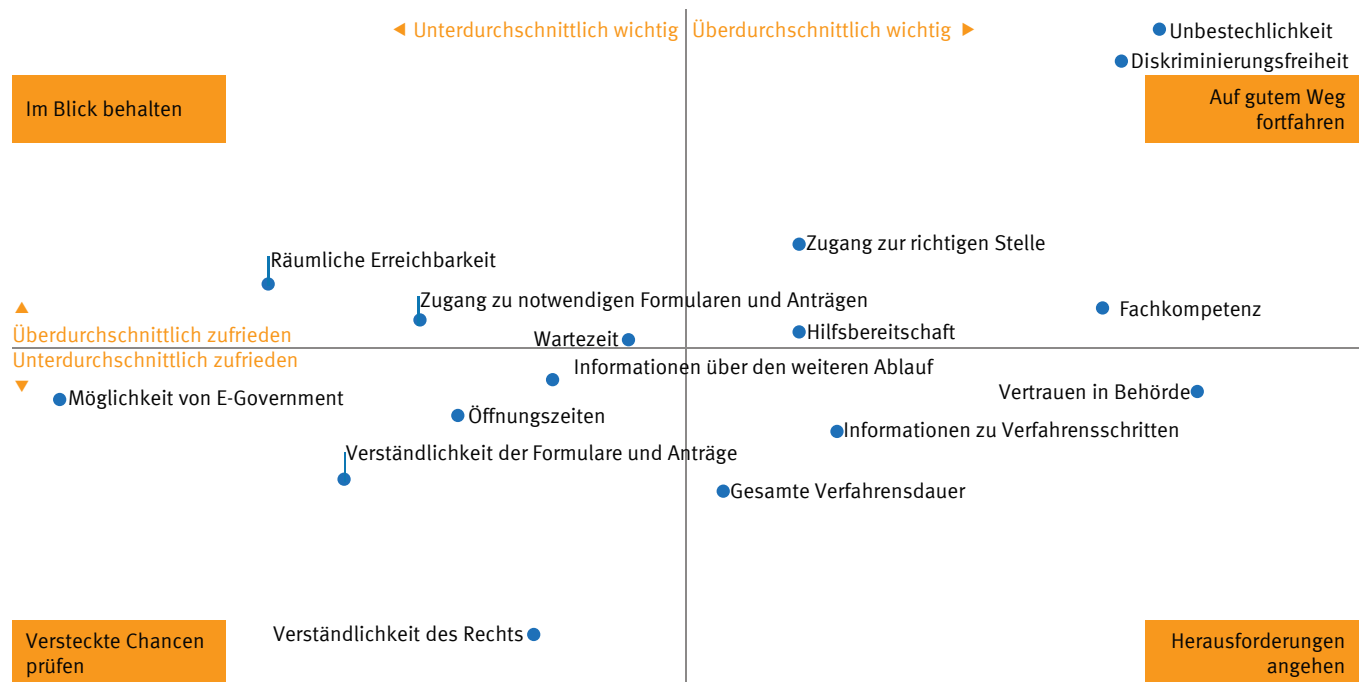 ◄ Unterdurchschnittlich wichtig
Überdurchschnittlich wichtig ►
Unbestechlichkeit
Diskriminierungsfreiheit
Im Blick behalten
Auf gutem Weg
fortfahren
Zugang zur richtigen Stelle
Räumliche Erreichbarkeit
Zugang zu notwendigen Formularen und Anträgen
Fachkompetenz
▲
Überdurchschnittlich zufrieden
Wartezeit
Hilfsbereitschaft
Unterdurchschnittlich zufrieden
▼
Informationen über den weiteren Ablauf
Möglichkeit von E-Government
Vertrauen in Behörde
Öffnungszeiten
Informationen zu Verfahrensschritten
Verständlichkeit der Formulare und Anträge
Gesamte Verfahrensdauer
Verständlichkeit des Rechts
Versteckte Chancen
prüfen
Herausforderungen
angehen